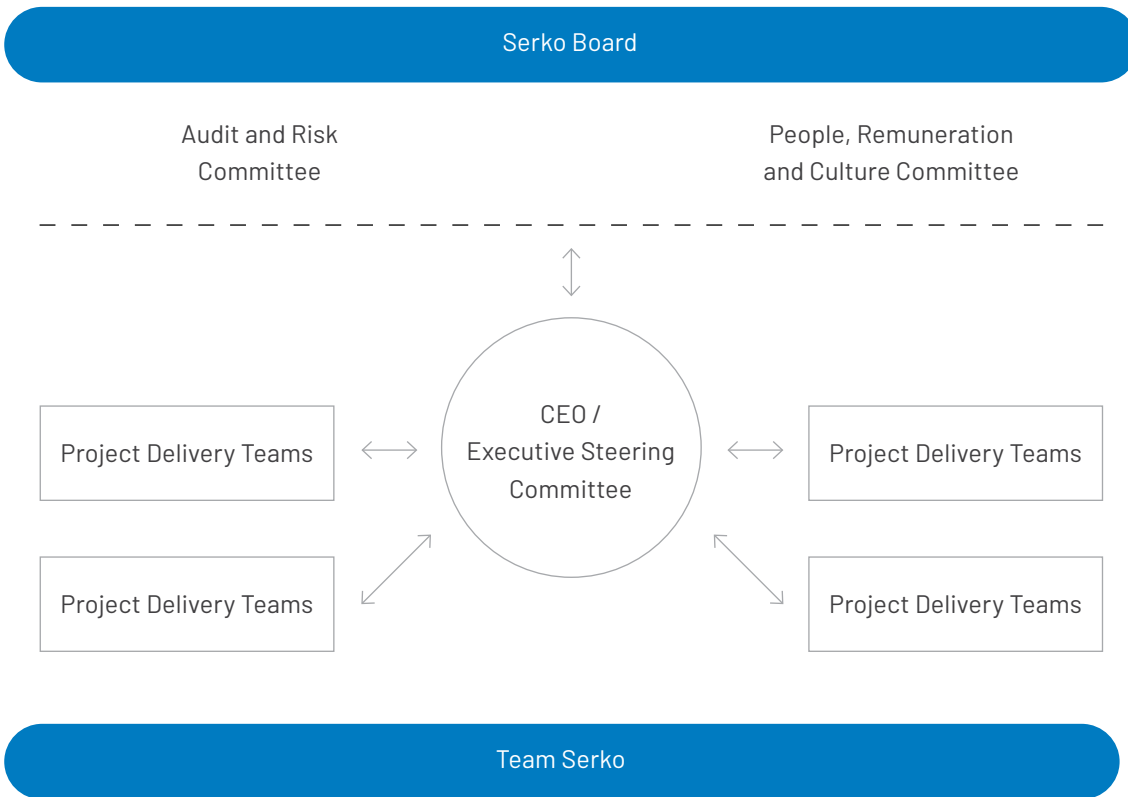 Serko Board
Audit and Risk
Committee
People, Remuneration
and Culture Committee
CEO /
Executive Steering
Committee
Project Delivery Teams
Project Delivery Teams
Project Delivery Teams
Project Delivery Teams
Team Serko